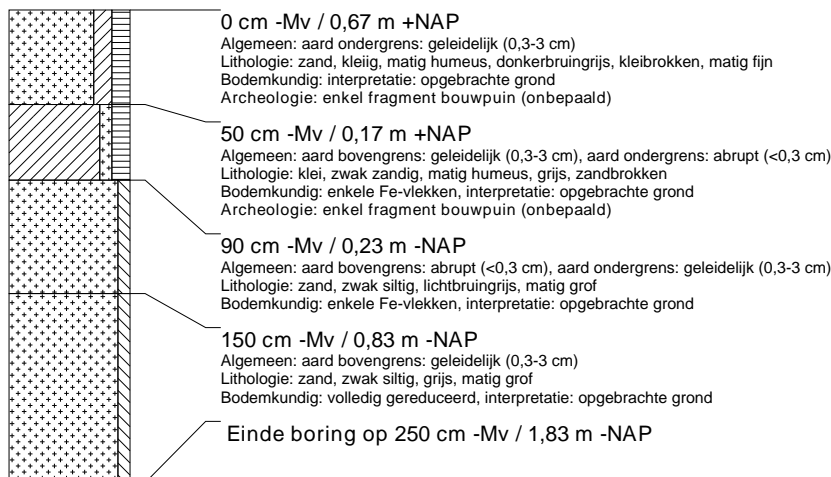 0 cm -Mv / 0,67 m +NAP
Algemeen: aard ondergrens: geleidelijk (0,3-3 cm)
Lithologie: zand, kleiig, matig humeus, donkerbruingrijs, kleibrokken, matig fijn
Bodemkundig: interpretatie: opgebrachte grond
Archeologie: enkel fragment bouwpuin (onbepaald)
50 cm -Mv / 0,17 m +NAP
Algemeen: aard bovengrens: geleidelijk (0,3-3 cm), aard ondergrens: abrupt (<0,3 cm)
Lithologie: klei, zwak zandig, matig humeus, grijs, zandbrokken
Bodemkundig: enkele Fe-vlekken, interpretatie: opgebrachte grond
Archeologie: enkel fragment bouwpuin (onbepaald)
90 cm -Mv / 0,23 m -NAP
Algemeen: aard bovengrens: abrupt (<0,3 cm), aard ondergrens: geleidelijk (0,3-3 cm)
Lithologie: zand, zwak siltig, lichtbruingrijs, matig grof
Bodemkundig: enkele Fe-vlekken, interpretatie: opgebrachte grond
150 cm -Mv / 0,83 m -NAP
Algemeen: aard bovengrens: geleidelijk (0,3-3 cm)
Lithologie: zand, zwak siltig, grijs, matig grof
Bodemkundig: volledig gereduceerd, interpretatie: opgebrachte grond
Einde boring op 250 cm -Mv / 1,83 m -NAP